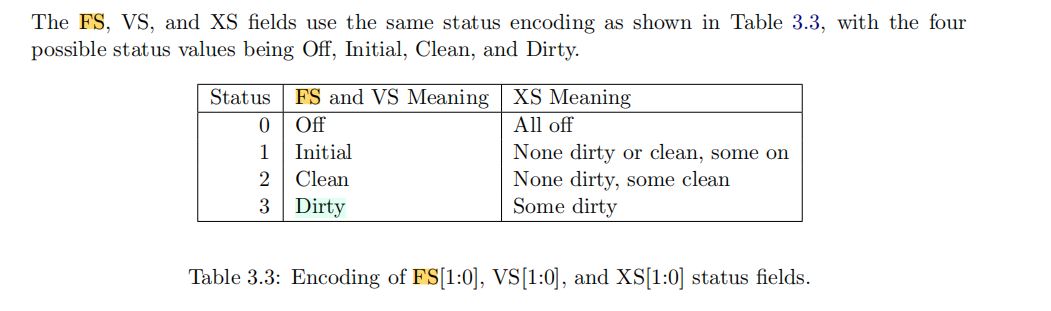 The FS, VS, and XS fields use the same status encoding as shown in Table 3.3, with the four
possible status values being Off, Initial, Clean, and Dirty.
Status FS and VS Meaning XS Meaning
0 Off All off
1 Initial None dirty or clean, some on
2 Clean None dirty, some clean
3 Dirty Some dirty
Table 3.3: Encoding of FS[1:0], VS[1:0], and XS[1:0] status fields.